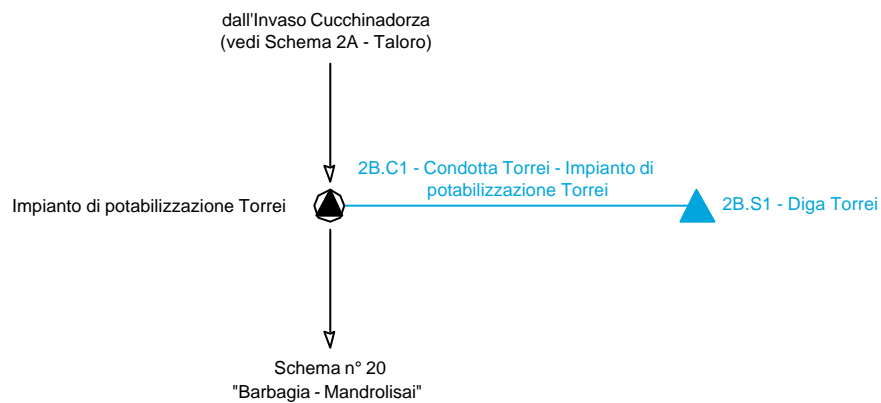 dall'Invaso Cucchinadorza
(vedi Schema 2A - Taloro)
2B.C1 - Condotta Torrei - Impianto di
potabilizzazione Torrei
Impianto di potabilizzazione Torrei
2B.S1 - Diga Torrei
Schema n° 20
"Barbagia - Mandrolisai"